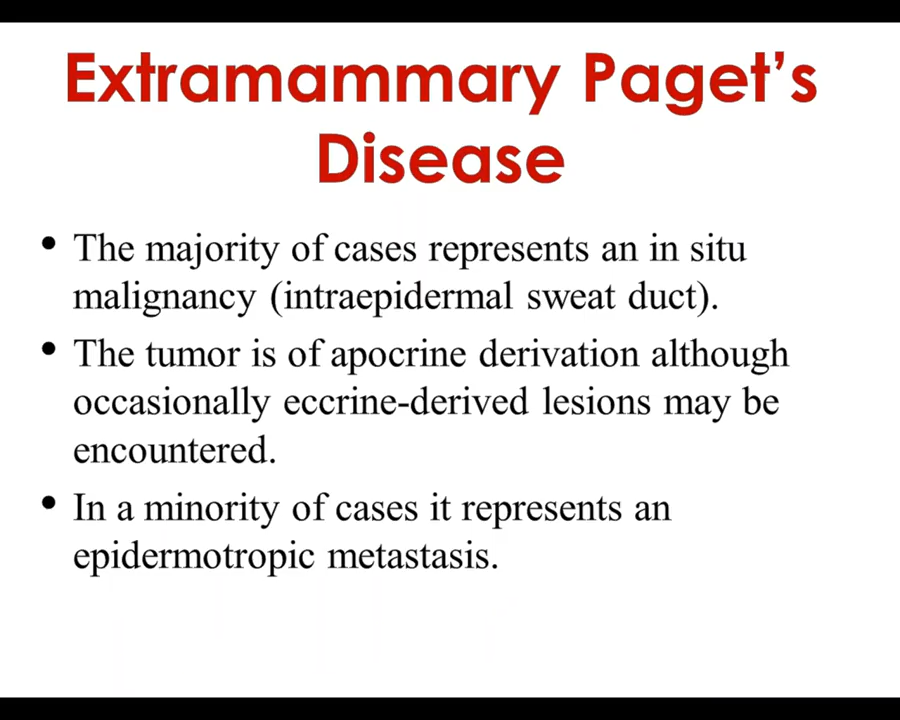 Extramammary Paget's
Disease
• The majority of cases represents an in situ
malignancy (intraepidermal sweat duct).
• The tumor is of apocrine derivation although
occasionally eccrine-derived lesions may be
encountered.
• In a minority of cases it represents an
epidermotropic metastasis.